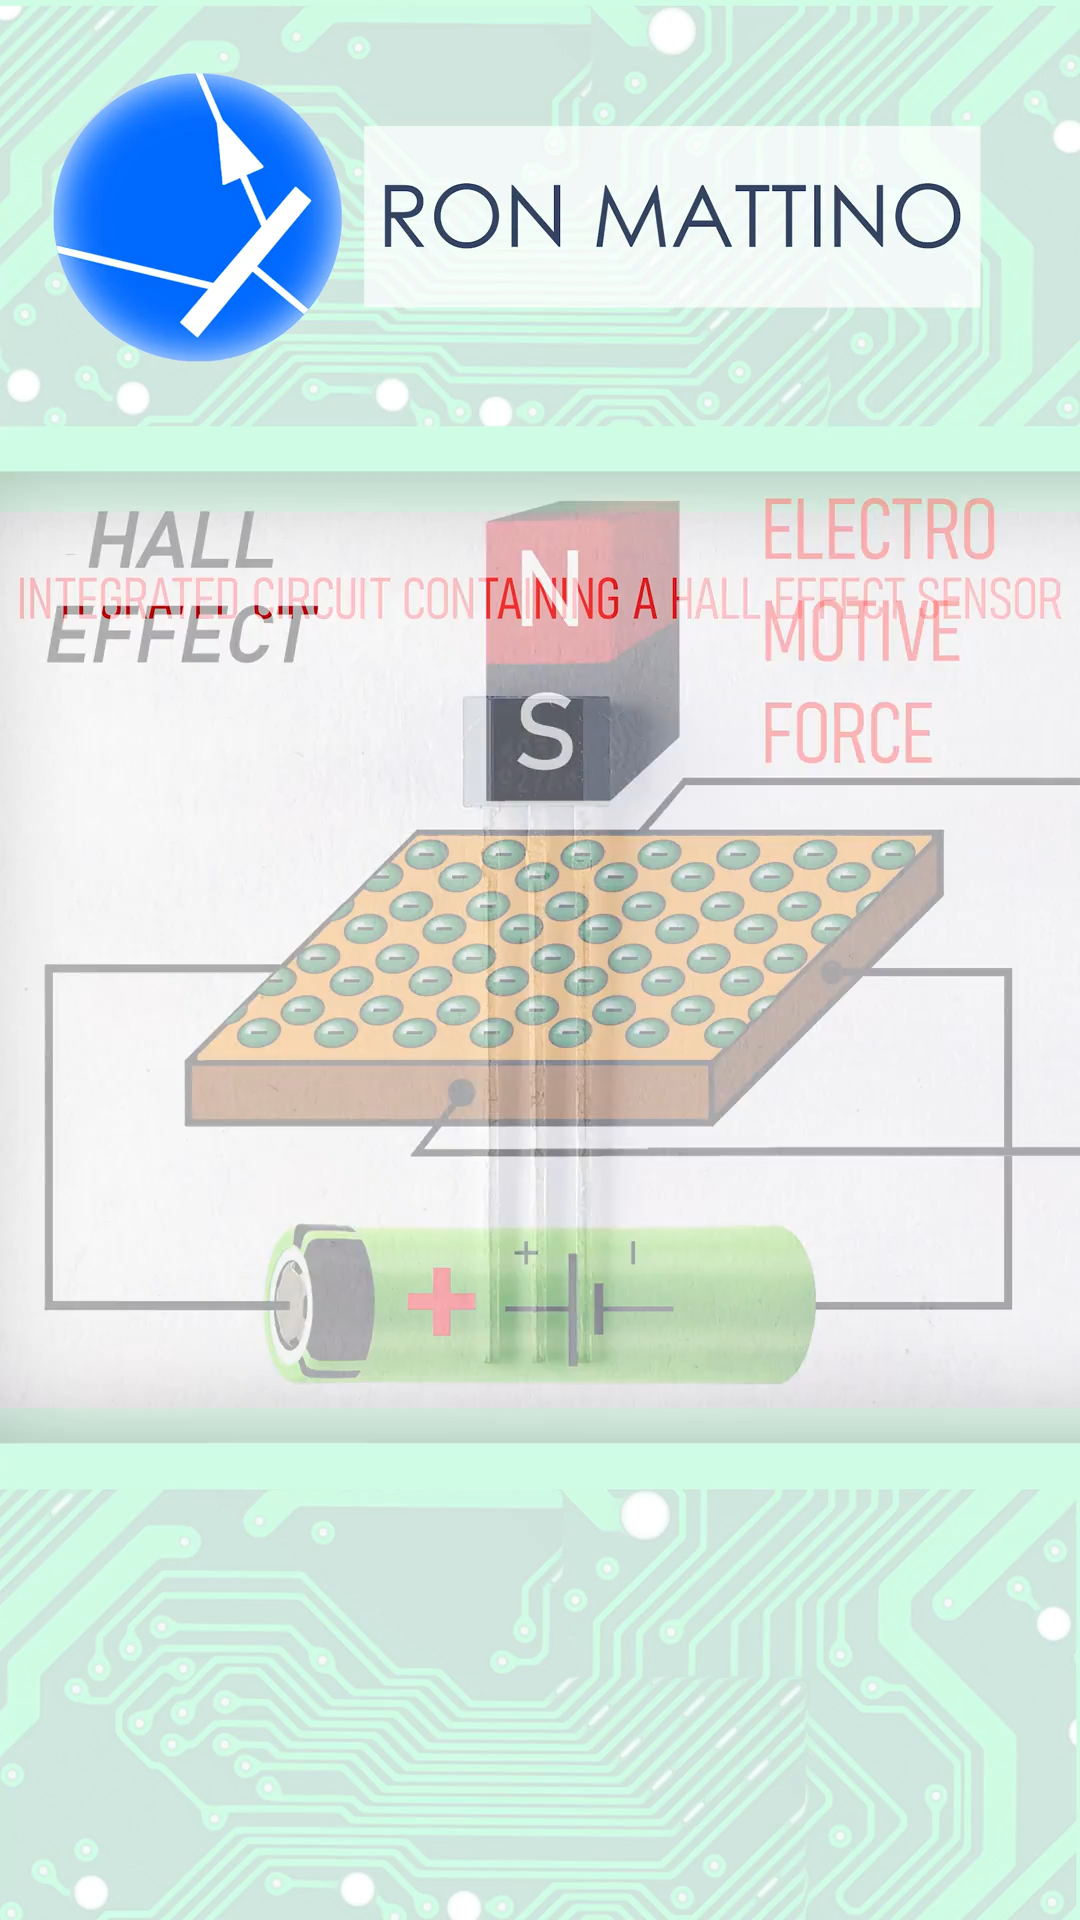 RON MATTINO
HALL
EFFECT
ELECTRO
MOTIVE
FORCE
INTEGRATED CIRCUIT CONTAINING A HALL EFFECT SENSOR
N
S
+
+ -